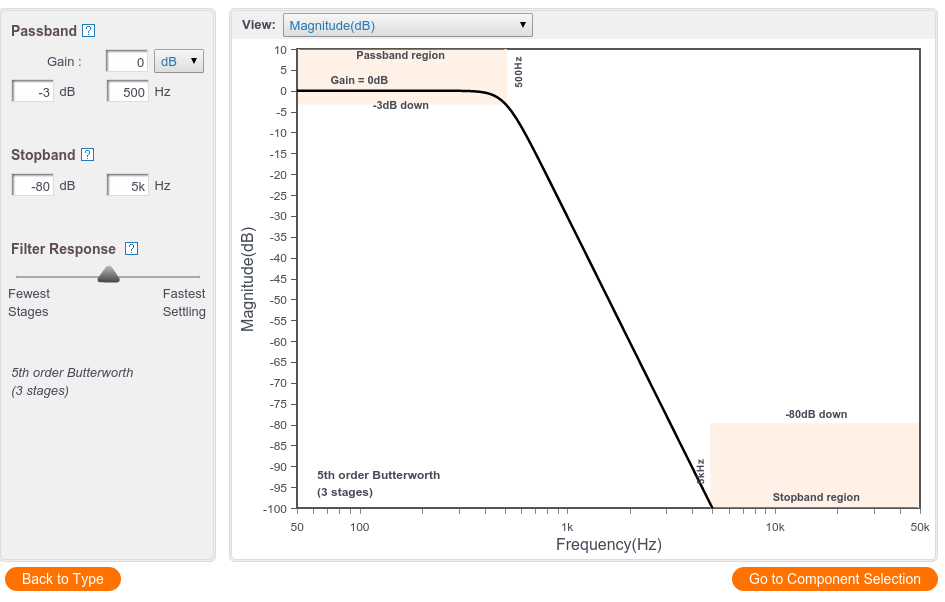 Passband ?
Gain : 0 dB ▼
-3 dB 500 Hz
Stopband ?
-80 dB 5k Hz
Filter Response ?
Fewest Stages
Fastest Settling
5th order Butterworth
(3 stages)
View: Magnitude(dB) ▼
Passband region
Gain = 0dB
-3dB down
500Hz
10
5
0
-5
-10
-15
-20
-25
-30
-35
-40
-45
-50
-55
-60
-65
-70
-75
-80
-85
-90
-95
-100
Magnitude(dB)
-80dB down
5kHz
Stopband region
5th order Butterworth
(3 stages)
50 100 1k 10k 50k
Frequency(Hz)
Back to Type
Go to Component Selection